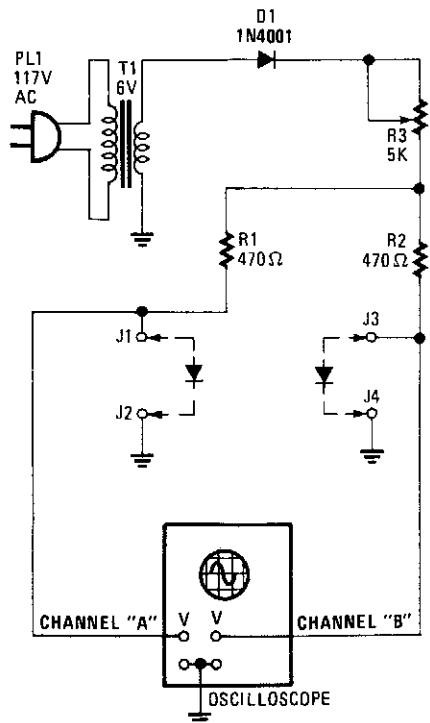 D1
1N4001
PL1
117V
AC
T1
6V
R3
5K
R1
470Ω
R2
470Ω
J1
J3
J2
J4
CHANNEL "A"
V V
CHANNEL "B"
OSCILLOSCOPE